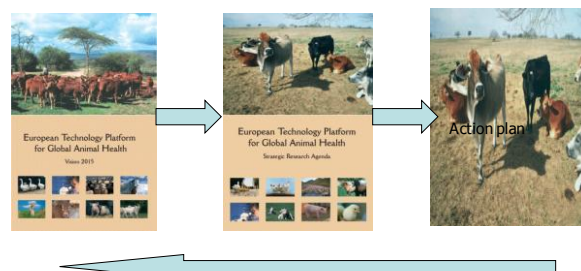 European Technology Platform
for Global Animal Health
Vision 2015
European Technology Platform
for Global Animal Health
Strategic Research Agenda
Action plan